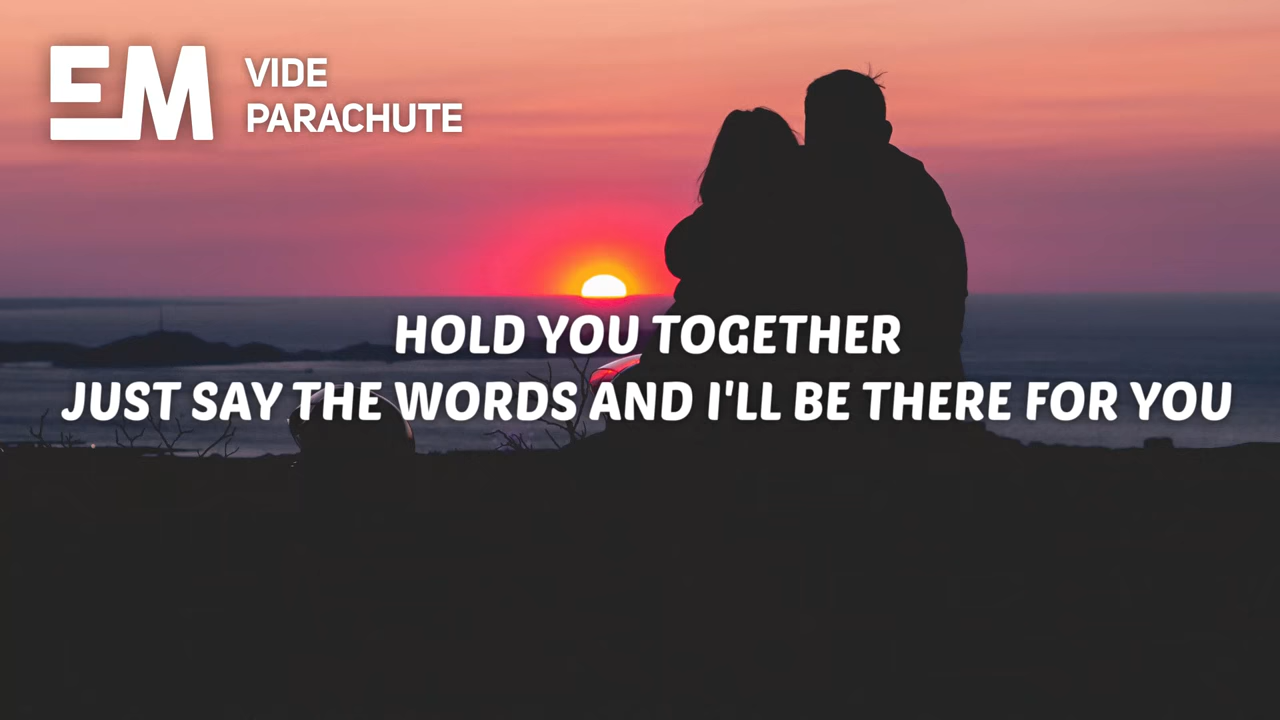 EM
VIDE
PARACHUTE
HOLD YOU TOGETHER
JUST SAY THE WORDS AND I'LL BE THERE FOR YOU